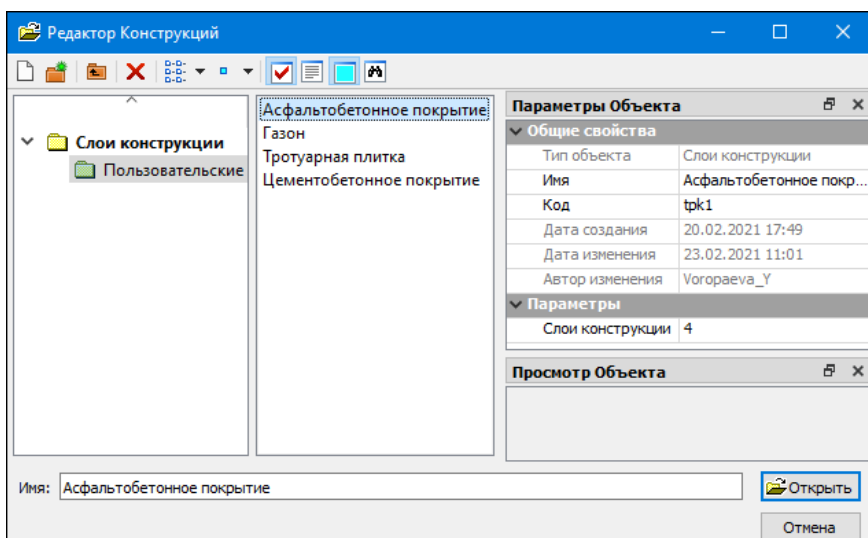 Редактор Конструкций
Слои конструкции
Пользовательские
Асфальтобетонное покрытие
Газон
Тротуарная плитка
Цементобетонное покрытие
Параметры Объекта
Общие свойства
Тип объекта Слои конструкции
Имя Асфальтобетонное покр...
Код tpk1
Дата создания 20.02.2021 17:49
Дата изменения 23.02.2021 11:01
Автор изменения Voropaeva_Y
Параметры
Слои конструкции 4
Просмотр Объекта
Имя: Асфальтобетонное покрытие
Открыть
Отмена